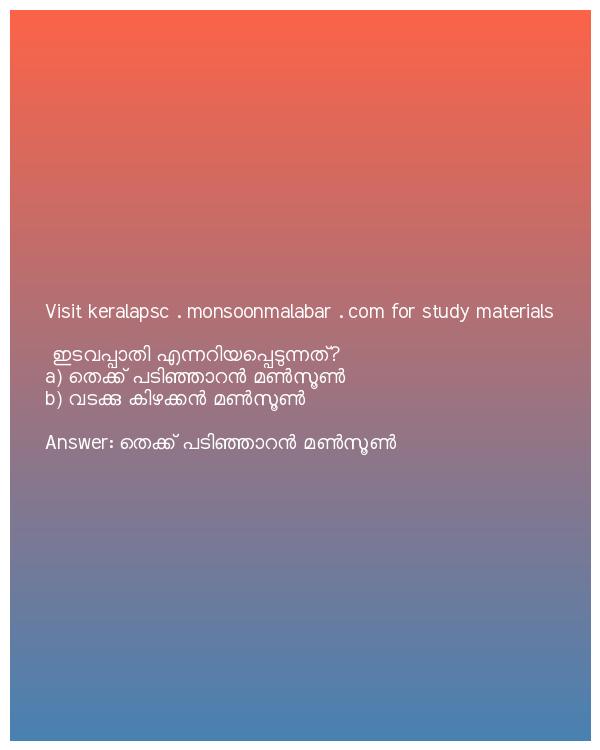 Visit keralapsc . monsoonmalabar . com for study materials
ഇടവപ്പാതി എന്നറിയപ്പെടുന്നത്?
a) തെക്ക് പടിഞ്ഞാറൻ മൺസൂൺ
b) വടക്കു കിഴക്കൻ മൺസൂൺ
Answer: തെക്ക് പടിഞ്ഞാറൻ മൺസൂൺ